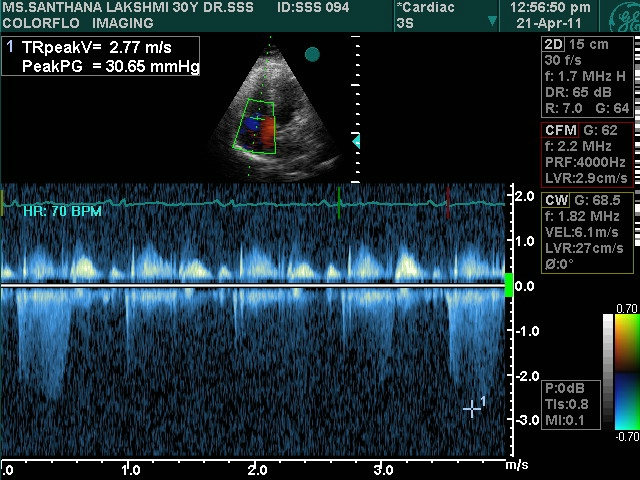 MS.SANTHANA LAKSHMI 30Y DR.SSS ID:SSS 094
COLORFLO IMAGING
*Cardiac
3S
12:56:50 pm
21-Apr-11
1 TRpeakV= 2.77 m/s
PeakPG = 30.65 mmHg
2D 15 cm
30 f/s
f: 1.7 MHz H
DR: 65 dB
R: 7.0 G: 64
CFM G: 62
f: 2.2 MHz
PRF:4000Hz
LVR:2.9cm/s
CW G: 68.5
f: 1.82 MHz
VEL:6.1m/s
LVR:27cm/s
Ø:0°
HR: 70 BPM
2.0
1.0
0.0
-1.0
-2.0
-3.0
1
0.70
-0.70
P:0dB
TIs:0.8
MI:0.1
.0 1.0 2.0 3.0 m/s